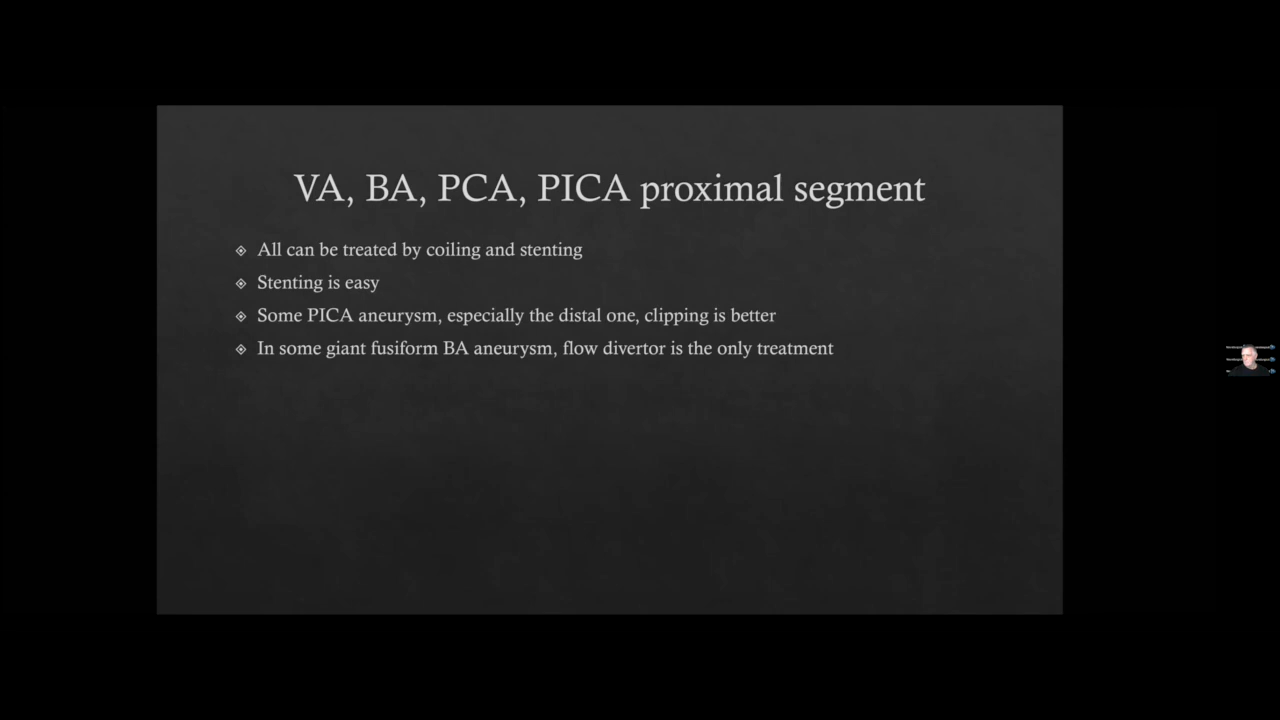 VA, BA, PCA, PICA proximal segment
All can be treated by coiling and stenting
Stenting is easy
Some PICA aneurysm, especially the distal one, clipping is better
In some giant fusiform BA aneurysm, flow divertor is the only treatment